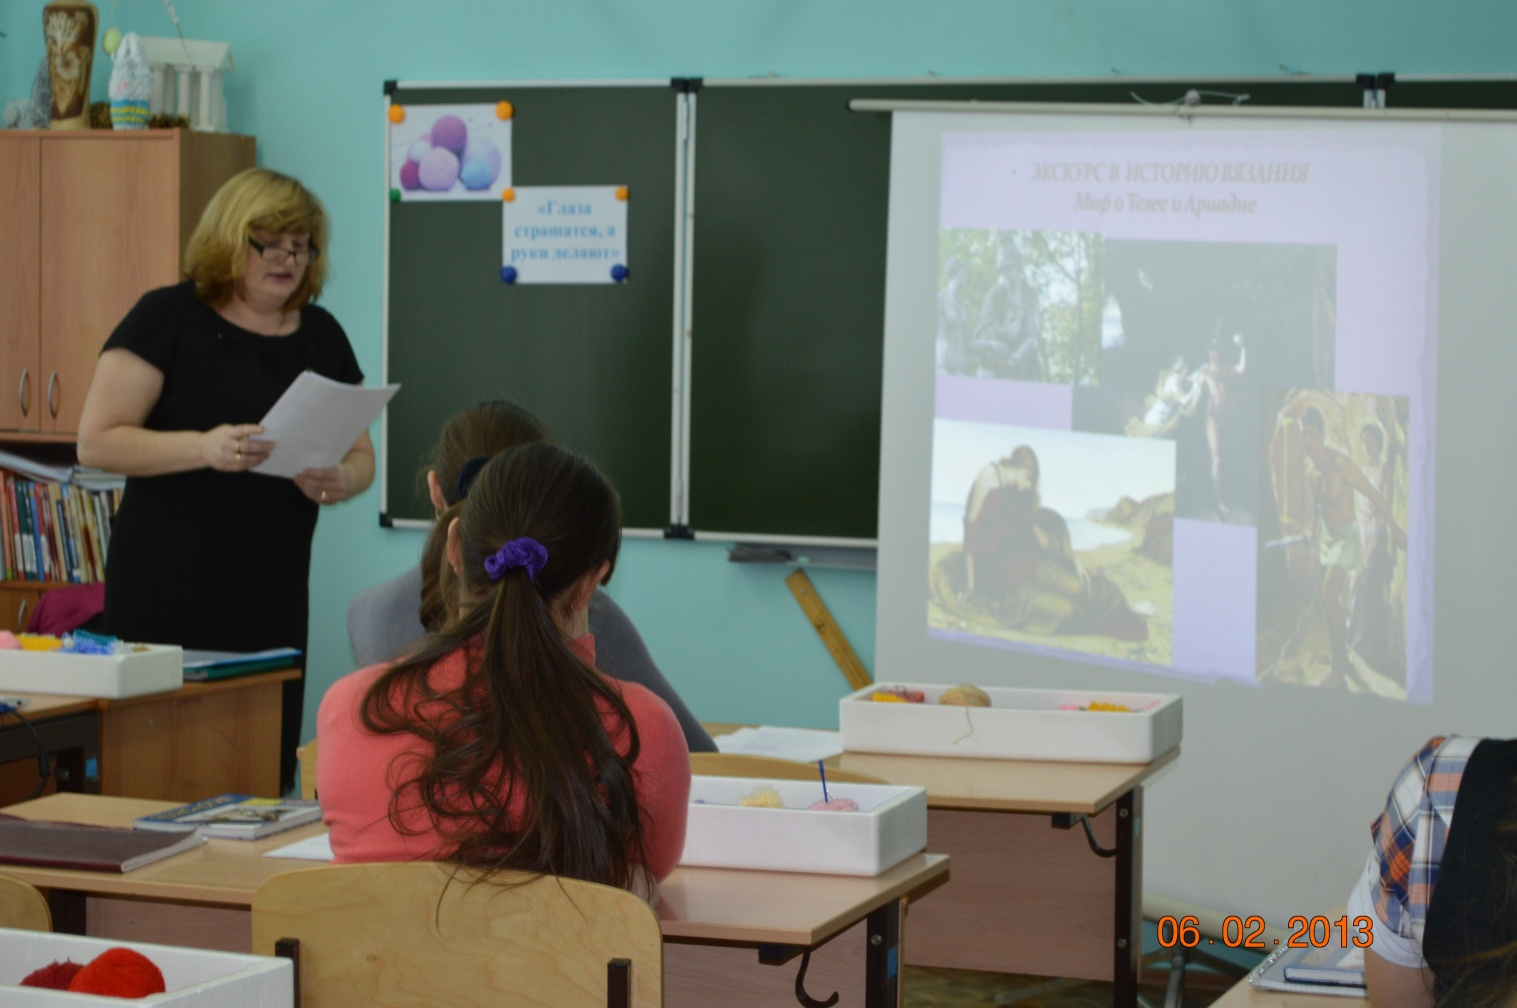 «Глаза
страшатся, а
руки делают»
ЭКСКУРС В ИСТОРИЮ ВЯЗАНИЯ
Миф о Тезее и Ариадне
06.02.2013